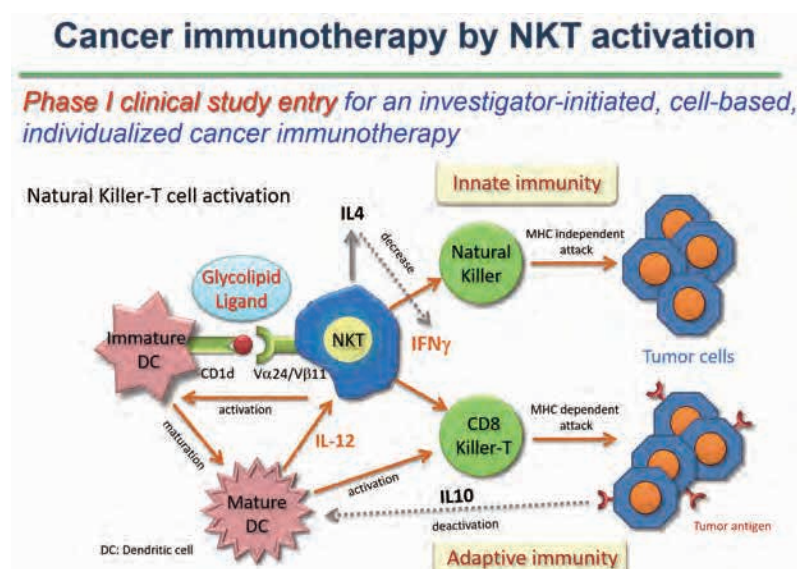 Cancer immunotherapy by NKT activation
Phase I clinical study entry for an investigator-initiated, cell-based,
individualized cancer immunotherapy
Natural Killer-T cell activation
Innate immunity
IL4
decrease
Natural
Killer
MHC independent
attack
Glycolipid
Ligand
Immature
DC
CD1d
Vα24/Vβ11
NKT
IFNγ
Tumor cells
activation
maturation
IL-12
CD8
Killer-T
MHC dependent
attack
Mature
DC
activation
IL10
deactivation
Tumor antigen
DC: Dendritic cell
Adaptive immunity